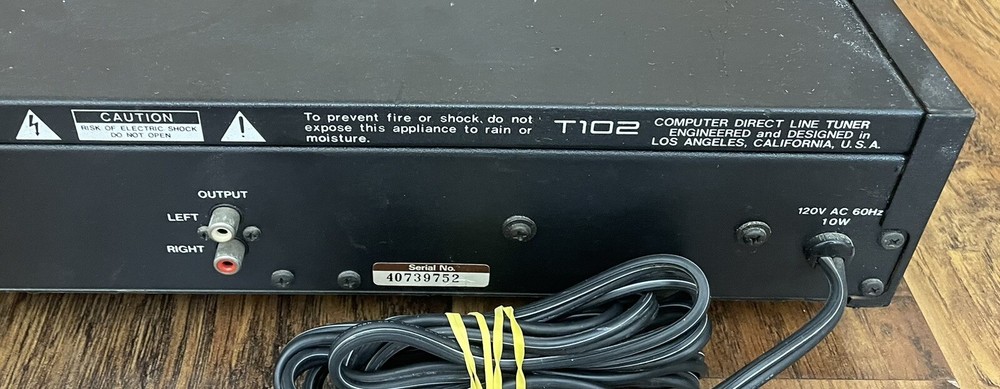 CAUTION
RISK OF ELECTRIC SHOCK
DO NOT OPEN
To prevent fire or shock, do not
expose this appliance to rain or
moisture.
T102
COMPUTER DIRECT LINE TUNER
ENGINEERED and DESIGNED in
LOS ANGELES, CALIFORNIA, U.S.A.
OUTPUT
LEFT
RIGHT
120V AC 60Hz
10W
Serial No.
40739752